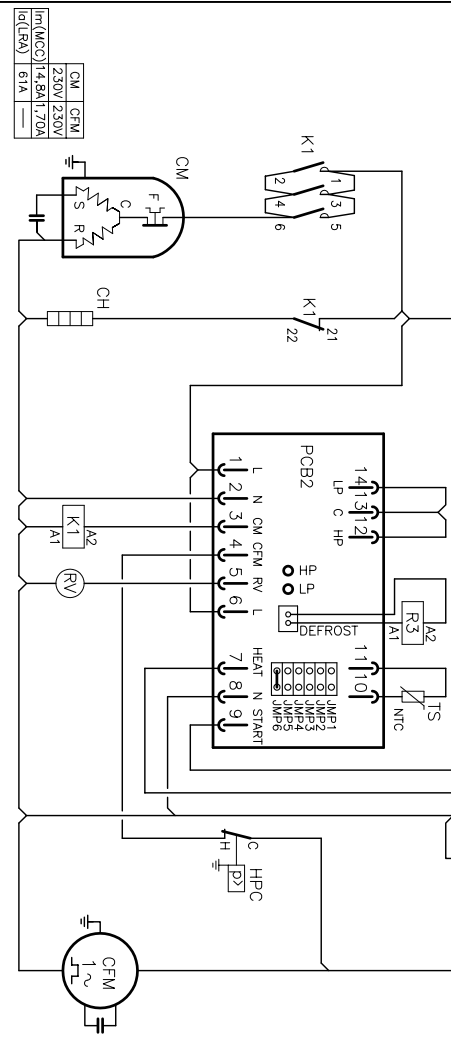 CM CFM
230V 230V
Im(MCC) 14,8A 1,70A
Ia(LRA) 61A —
K1
1 3 5
2 4 6
CM
F
C
S R
CH
K1
21
22
PCB2
14 13 12
LP C HP
1 L
2 N
3 CM
4 CFM
5 RV
6 L
7 HEAT
8 N
9 START
HP
LP
DEFROST
R3
A1 A2
11 10
TS
NTC
JMP1
JMP2
JMP3
JMP4
JMP5
JMP6
K1
A2
A1
RV
C
H
HPC
p>
CFM
1 ~